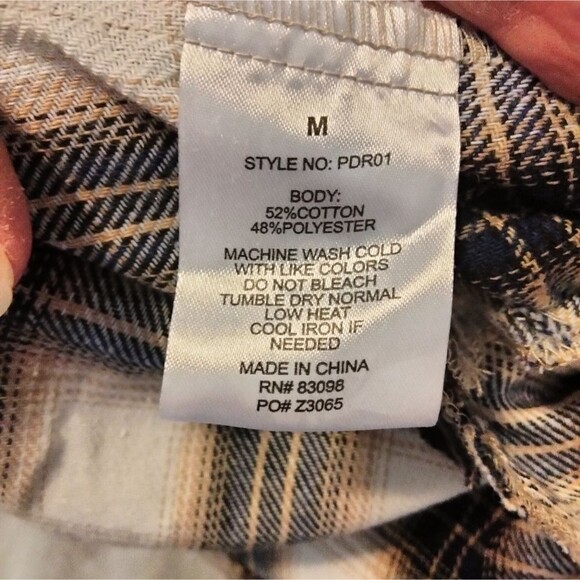 M
STYLE NO: PDR01
BODY:
52%COTTON
48%POLYESTER
MACHINE WASH COLD
WITH LIKE COLORS
DO NOT BLEACH
TUMBLE DRY NORMAL
LOW HEAT
COOL IRON IF
NEEDED
MADE IN CHINA
RN# 83098
PO# Z3065